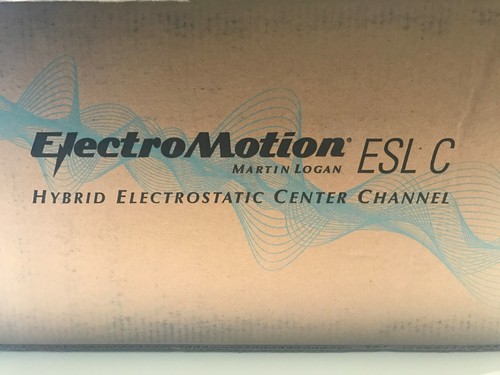 ElectroMotion® ESL C
MARTIN LOGAN
HYBRID ELECTROSTATIC CENTER CHANNEL